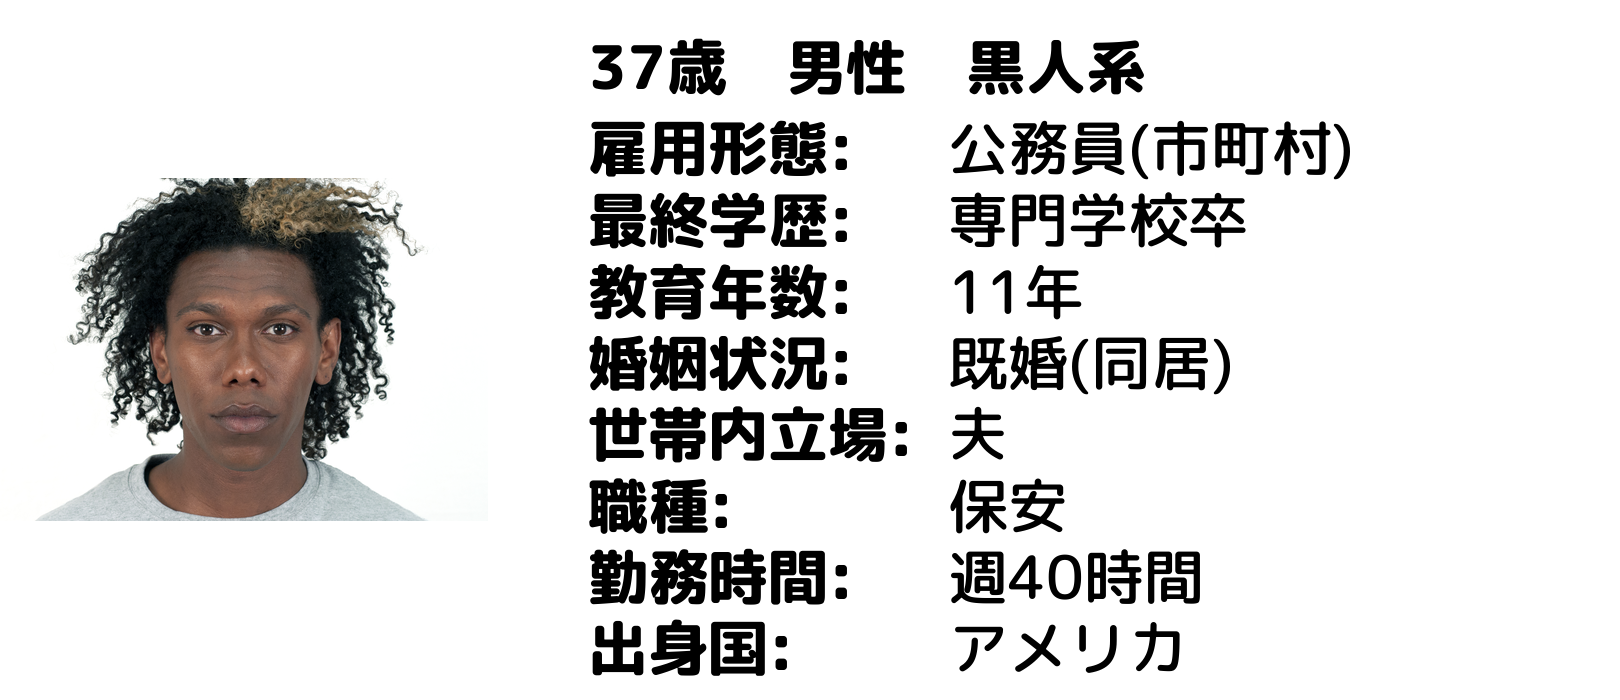 37歳　男性　黒人系
雇用形態:　公務員(市町村)
最終学歴:　専門学校卒
教育年数:　11年
婚姻状況:　既婚(同居)
世帯内立場:　夫
職種:　保安
勤務時間:　週40時間
出身国:　アメリカ